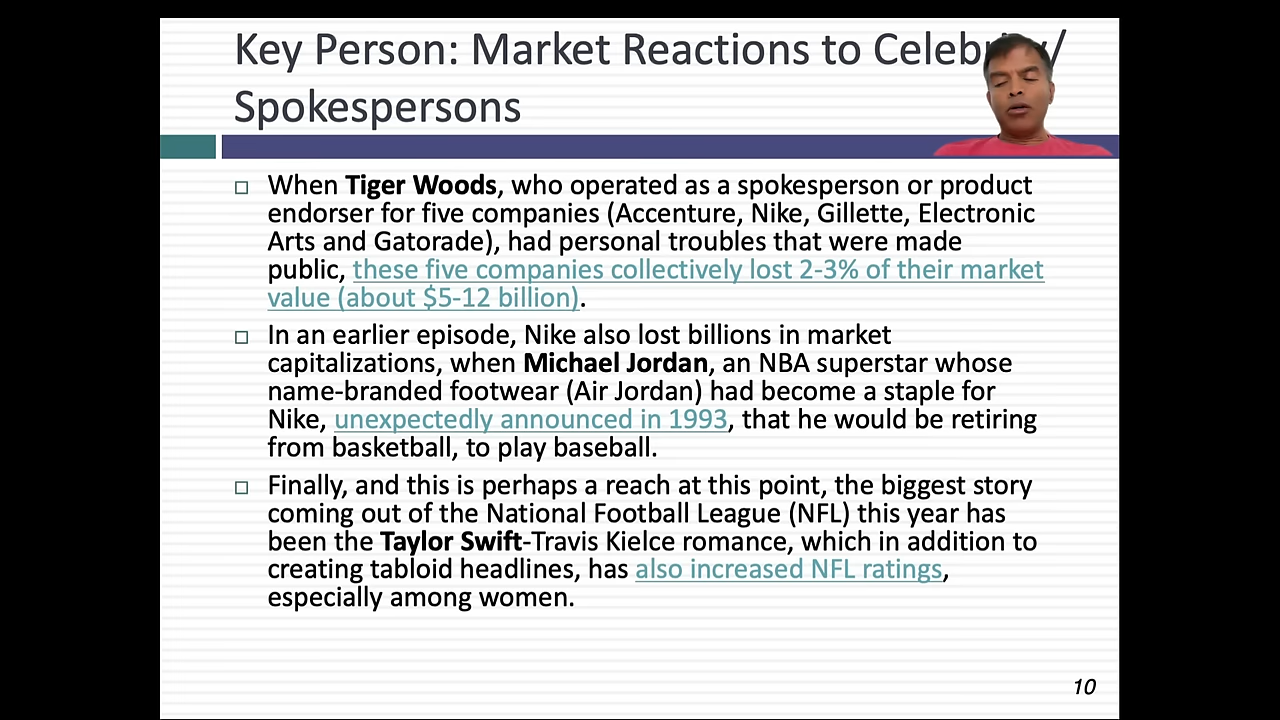 Key Person: Market Reactions to Celebrity/
Spokespersons
□ When Tiger Woods, who operated as a spokesperson or product
endorser for five companies (Accenture, Nike, Gillette, Electronic
Arts and Gatorade), had personal troubles that were made
public, these five companies collectively lost 2-3% of their market
value (about $5-12 billion).
□ In an earlier episode, Nike also lost billions in market
capitalizations, when Michael Jordan, an NBA superstar whose
name-branded footwear (Air Jordan) had become a staple for
Nike, unexpectedly announced in 1993, that he would be retiring
from basketball, to play baseball.
□ Finally, and this is perhaps a reach at this point, the biggest story
coming out of the National Football League (NFL) this year has
been the Taylor Swift-Travis Kielce romance, which in addition to
creating tabloid headlines, has also increased NFL ratings,
especially among women.
10